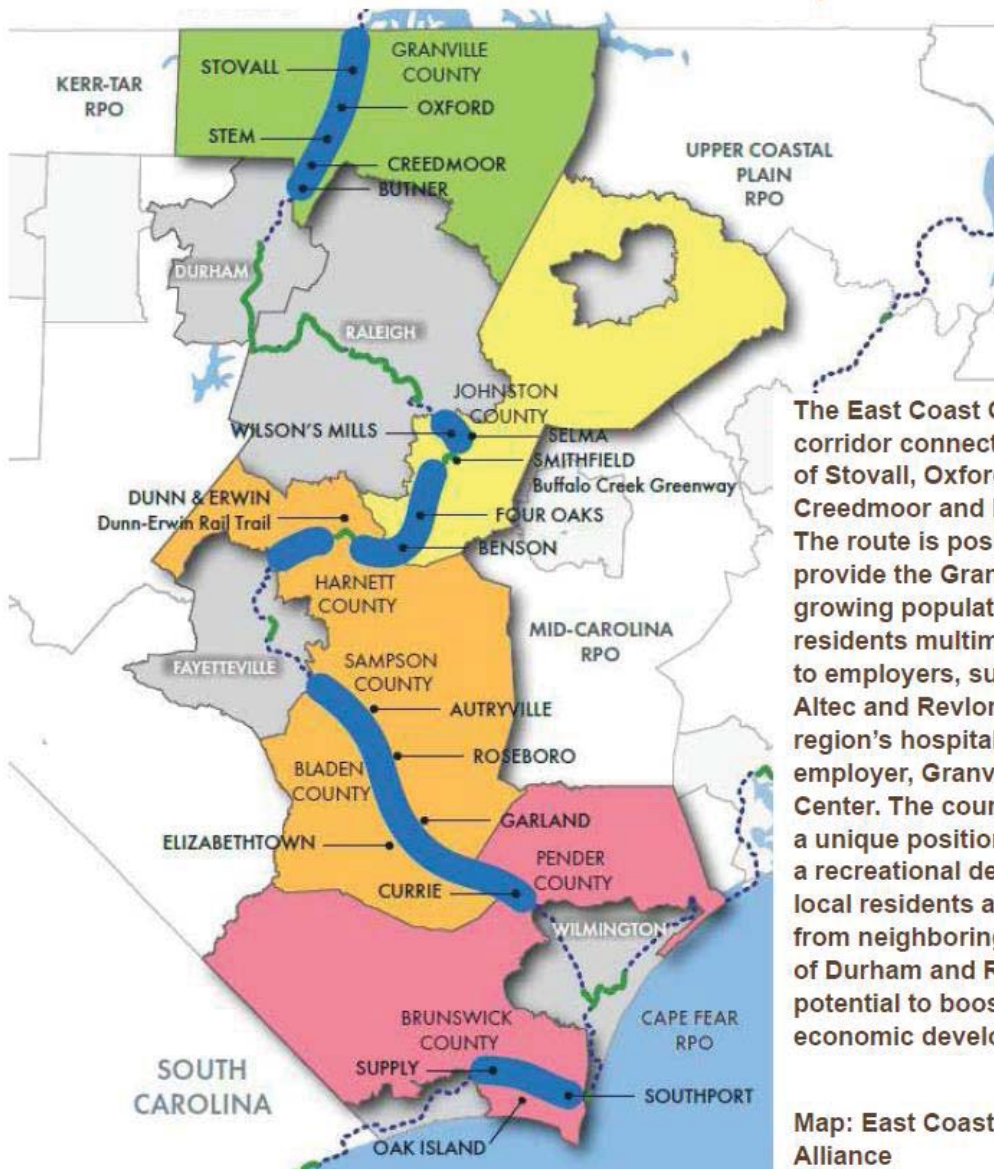 GRANVILLE
COUNTY
STOVALL
KERR-TAR
RPO
OXFORD
STEM
CREEDMOOR
BUTNER
UPPER COASTAL
PLAIN
RPO
DURHAM
RALEIGH
JOHNSTON
COUNTY
WILSON'S MILLS
SELMA
SMITHFIELD
Buffalo Creek Greenway
DUNN & ERWIN
Dunn-Erwin Rail Trail
FOUR OAKS
BENSON
HARNETT
COUNTY
MID-CAROLINA
RPO
FAYETTEVILLE
SAMPSON
COUNTY
AUTRYVILLE
ROSEBORO
BLADEN
COUNTY
GARLAND
ELIZABETHTOWN
PENDER
COUNTY
CURRIE
WILMINGTON
BRUNSWICK
COUNTY
CAPE FEAR
RPO
SUPPLY
SOUTH
CAROLINA
SOUTHPORT
OAK ISLAND
The East Coast
corridor connect
of Stovall, Oxfor
Creedmoor and
The route is pos
provide the Gran
growing populat
residents multim
to employers, su
Altec and Revlon
region's hospital
employer, Granv
Center. The cour
a unique position
a recreational de
local residents a
from neighboring
of Durham and R
potential to boos
economic develo
Map: East Coast
Alliance